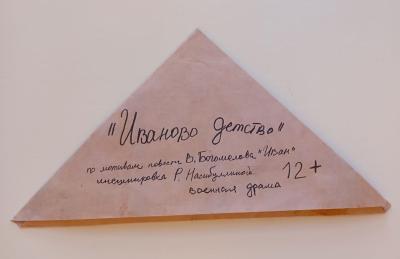 "Иваново детство"
по мотивам повести В. Богомолова "Иван"
инсценировка Р. Насибуллиной
12+
военная драма